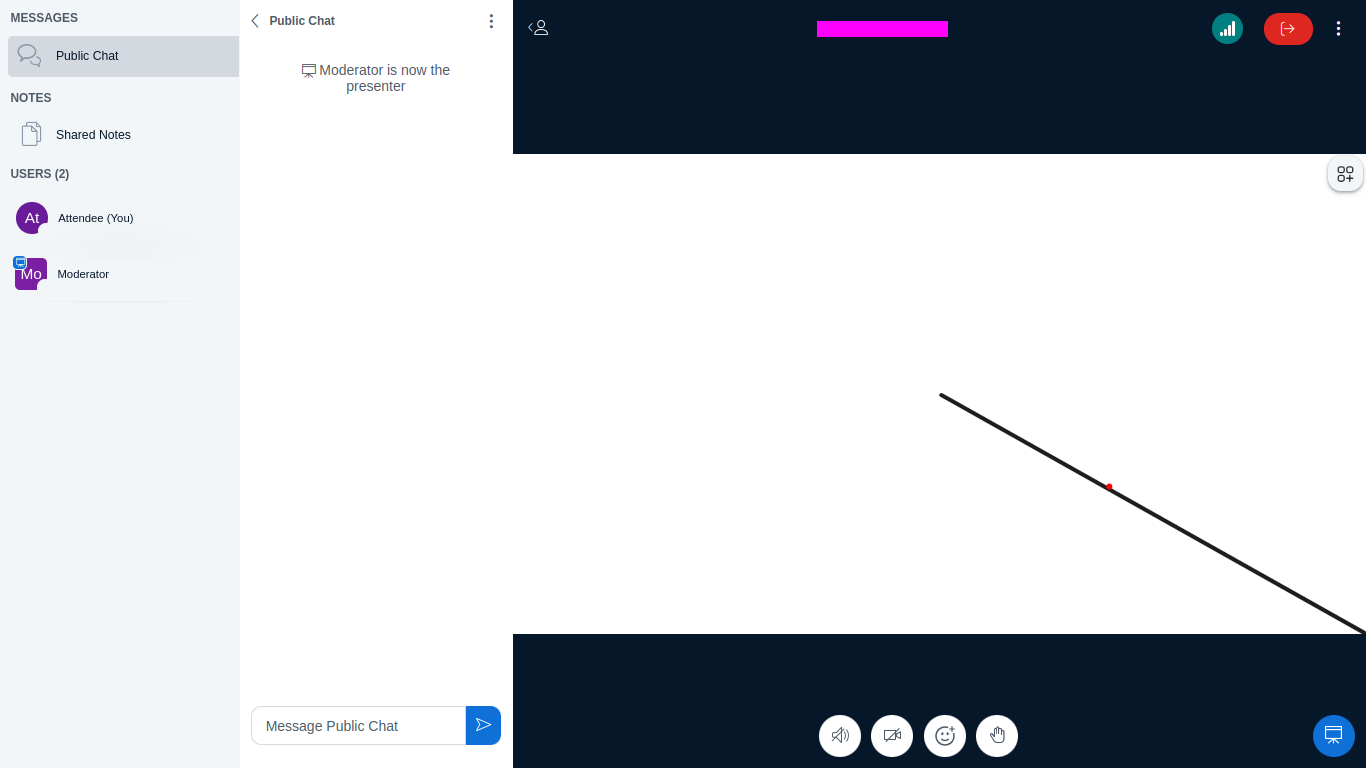 MESSAGES
Public Chat
NOTES
Shared Notes
USERS (2)
At
Attendee (You)
Mo
Moderator
Public Chat
Moderator is now the
presenter
Message Public Chat